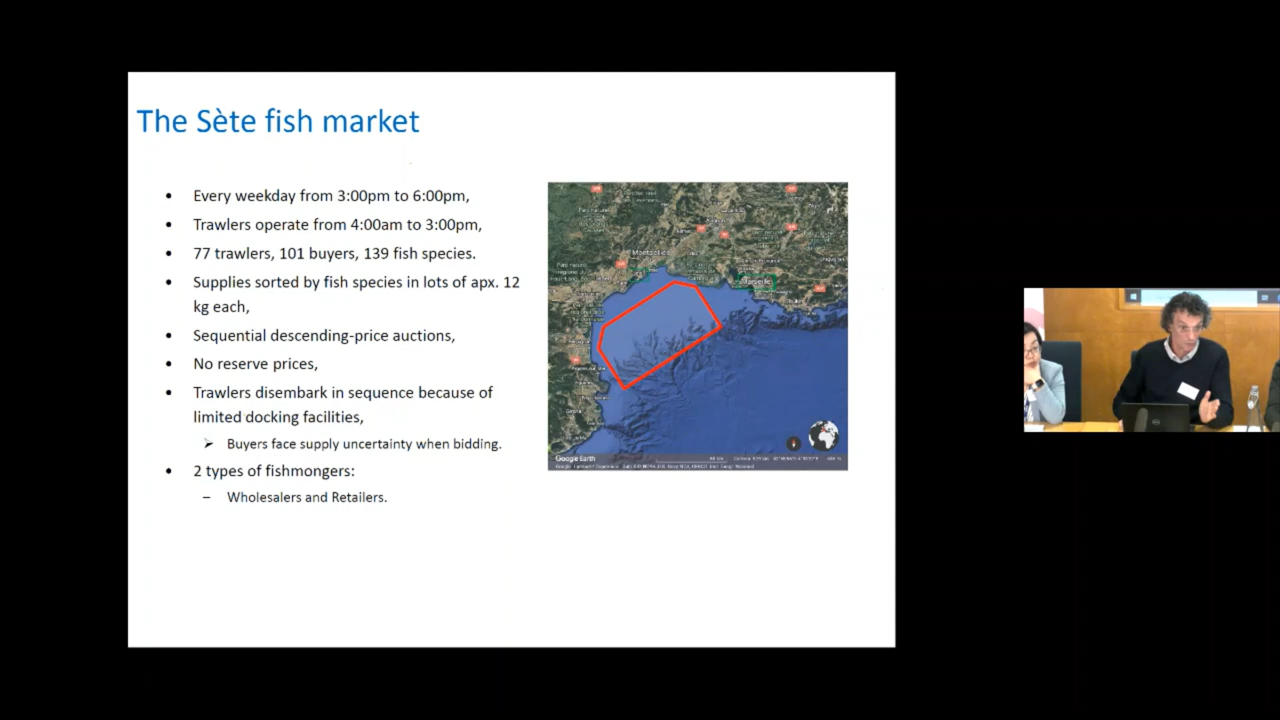 The Sète fish market
• Every weekday from 3:00pm to 6:00pm,
• Trawlers operate from 4:00am to 3:00pm,
• 77 trawlers, 101 buyers, 139 fish species.
• Supplies sorted by fish species in lots of apx. 12
kg each,
• Sequential descending-price auctions,
• No reserve prices,
• Trawlers disembark in sequence because of
limited docking facilities,
➢ Buyers face supply uncertainty when bidding.
• 2 types of fishmongers:
– Wholesalers and Retailers.
Montpellier
Marseille
Google Earth